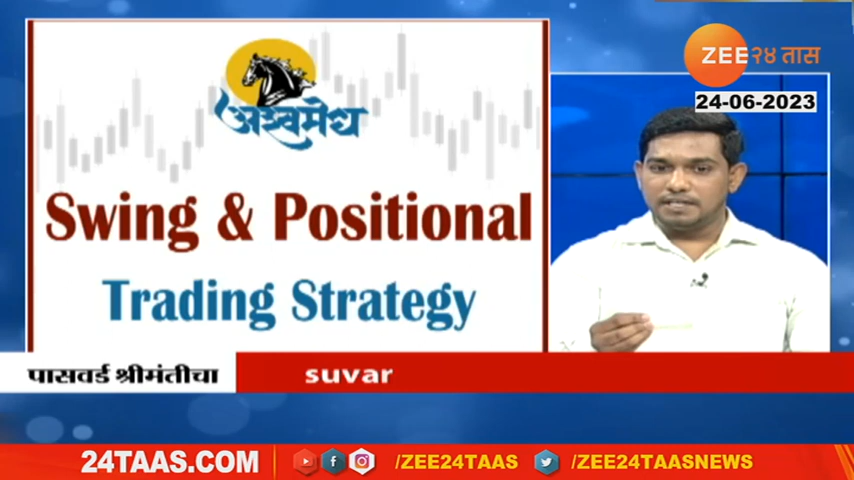 ZEE २४ तास
24-06-2023
अश्वमेध
Swing & Positional
Trading Strategy
पासवर्ड श्रीमंतीचा
suvar
24TAAS.COM
/ZEE24TAAS
/ZEE24TAASNEWS